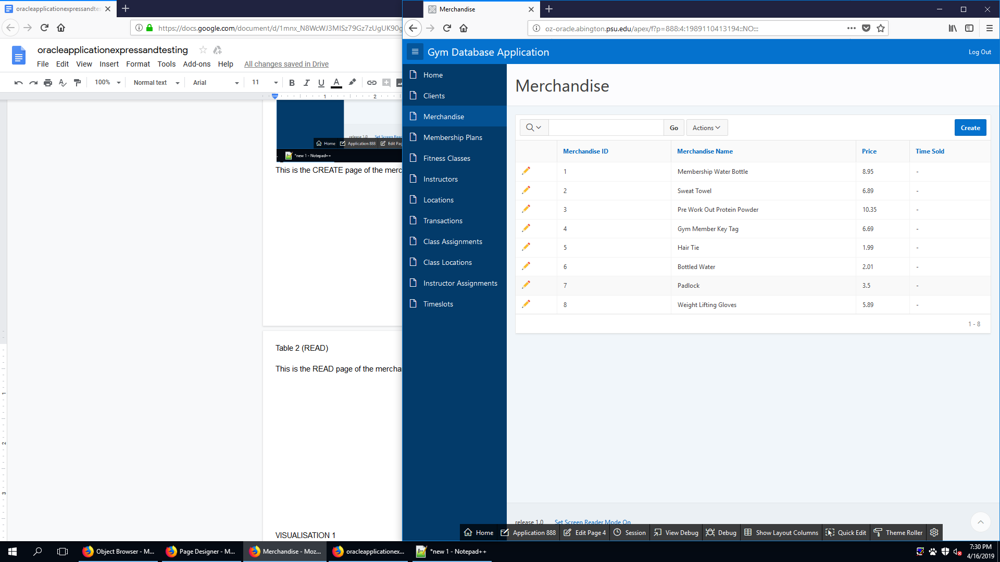 oracleapplicationexpressandtes
https://docs.google.com/document/d/1mnx_N8WcWJ3MISz79Gz7zUgUK90g
oracleapplicationexpressandtesting
File Edit View Insert Format Tools Add-ons Help All changes saved in Drive
100% Normal text Arial 11 B I U A
1 2
release 1.0 Set Screen Read
Home Application 888 Edit Pag
*new 1 - Notepad++
This is the CREATE page of the merc
Table 2 (READ)
This is the READ page of the mercha
VISUALISATION 1
1
2
3
Merchandise
oz-oracle.abington.psu.edu/apex/f?p=888:4:1989110413194::NO:::
Gym Database Application
Log Out
Home
Clients
Merchandise
Membership Plans
Fitness Classes
Instructors
Locations
Transactions
Class Assignments
Class Locations
Instructor Assignments
Timeslots
Merchandise
Go Actions Create
Merchandise ID Merchandise Name Price Time Sold
1 Membership Water Bottle 8.95 -
2 Sweat Towel 6.89 -
3 Pre Work Out Protein Powder 10.35 -
4 Gym Member Key Tag 6.69 -
5 Hair Tie 1.99 -
6 Bottled Water 2.01 -
7 Padlock 3.5 -
8 Weight Lifting Gloves 5.89 -
1 - 8
release 1.0 Set Screen Reader Mode On
Home Application 888 Edit Page 4 Session View Debug Debug Show Layout Columns Quick Edit Theme Roller
Object Browser - M... Page Designer - M... Merchandise - Moz... oracleapplicationex... *new 1 - Notepad++
7:30 PM
4/16/2019